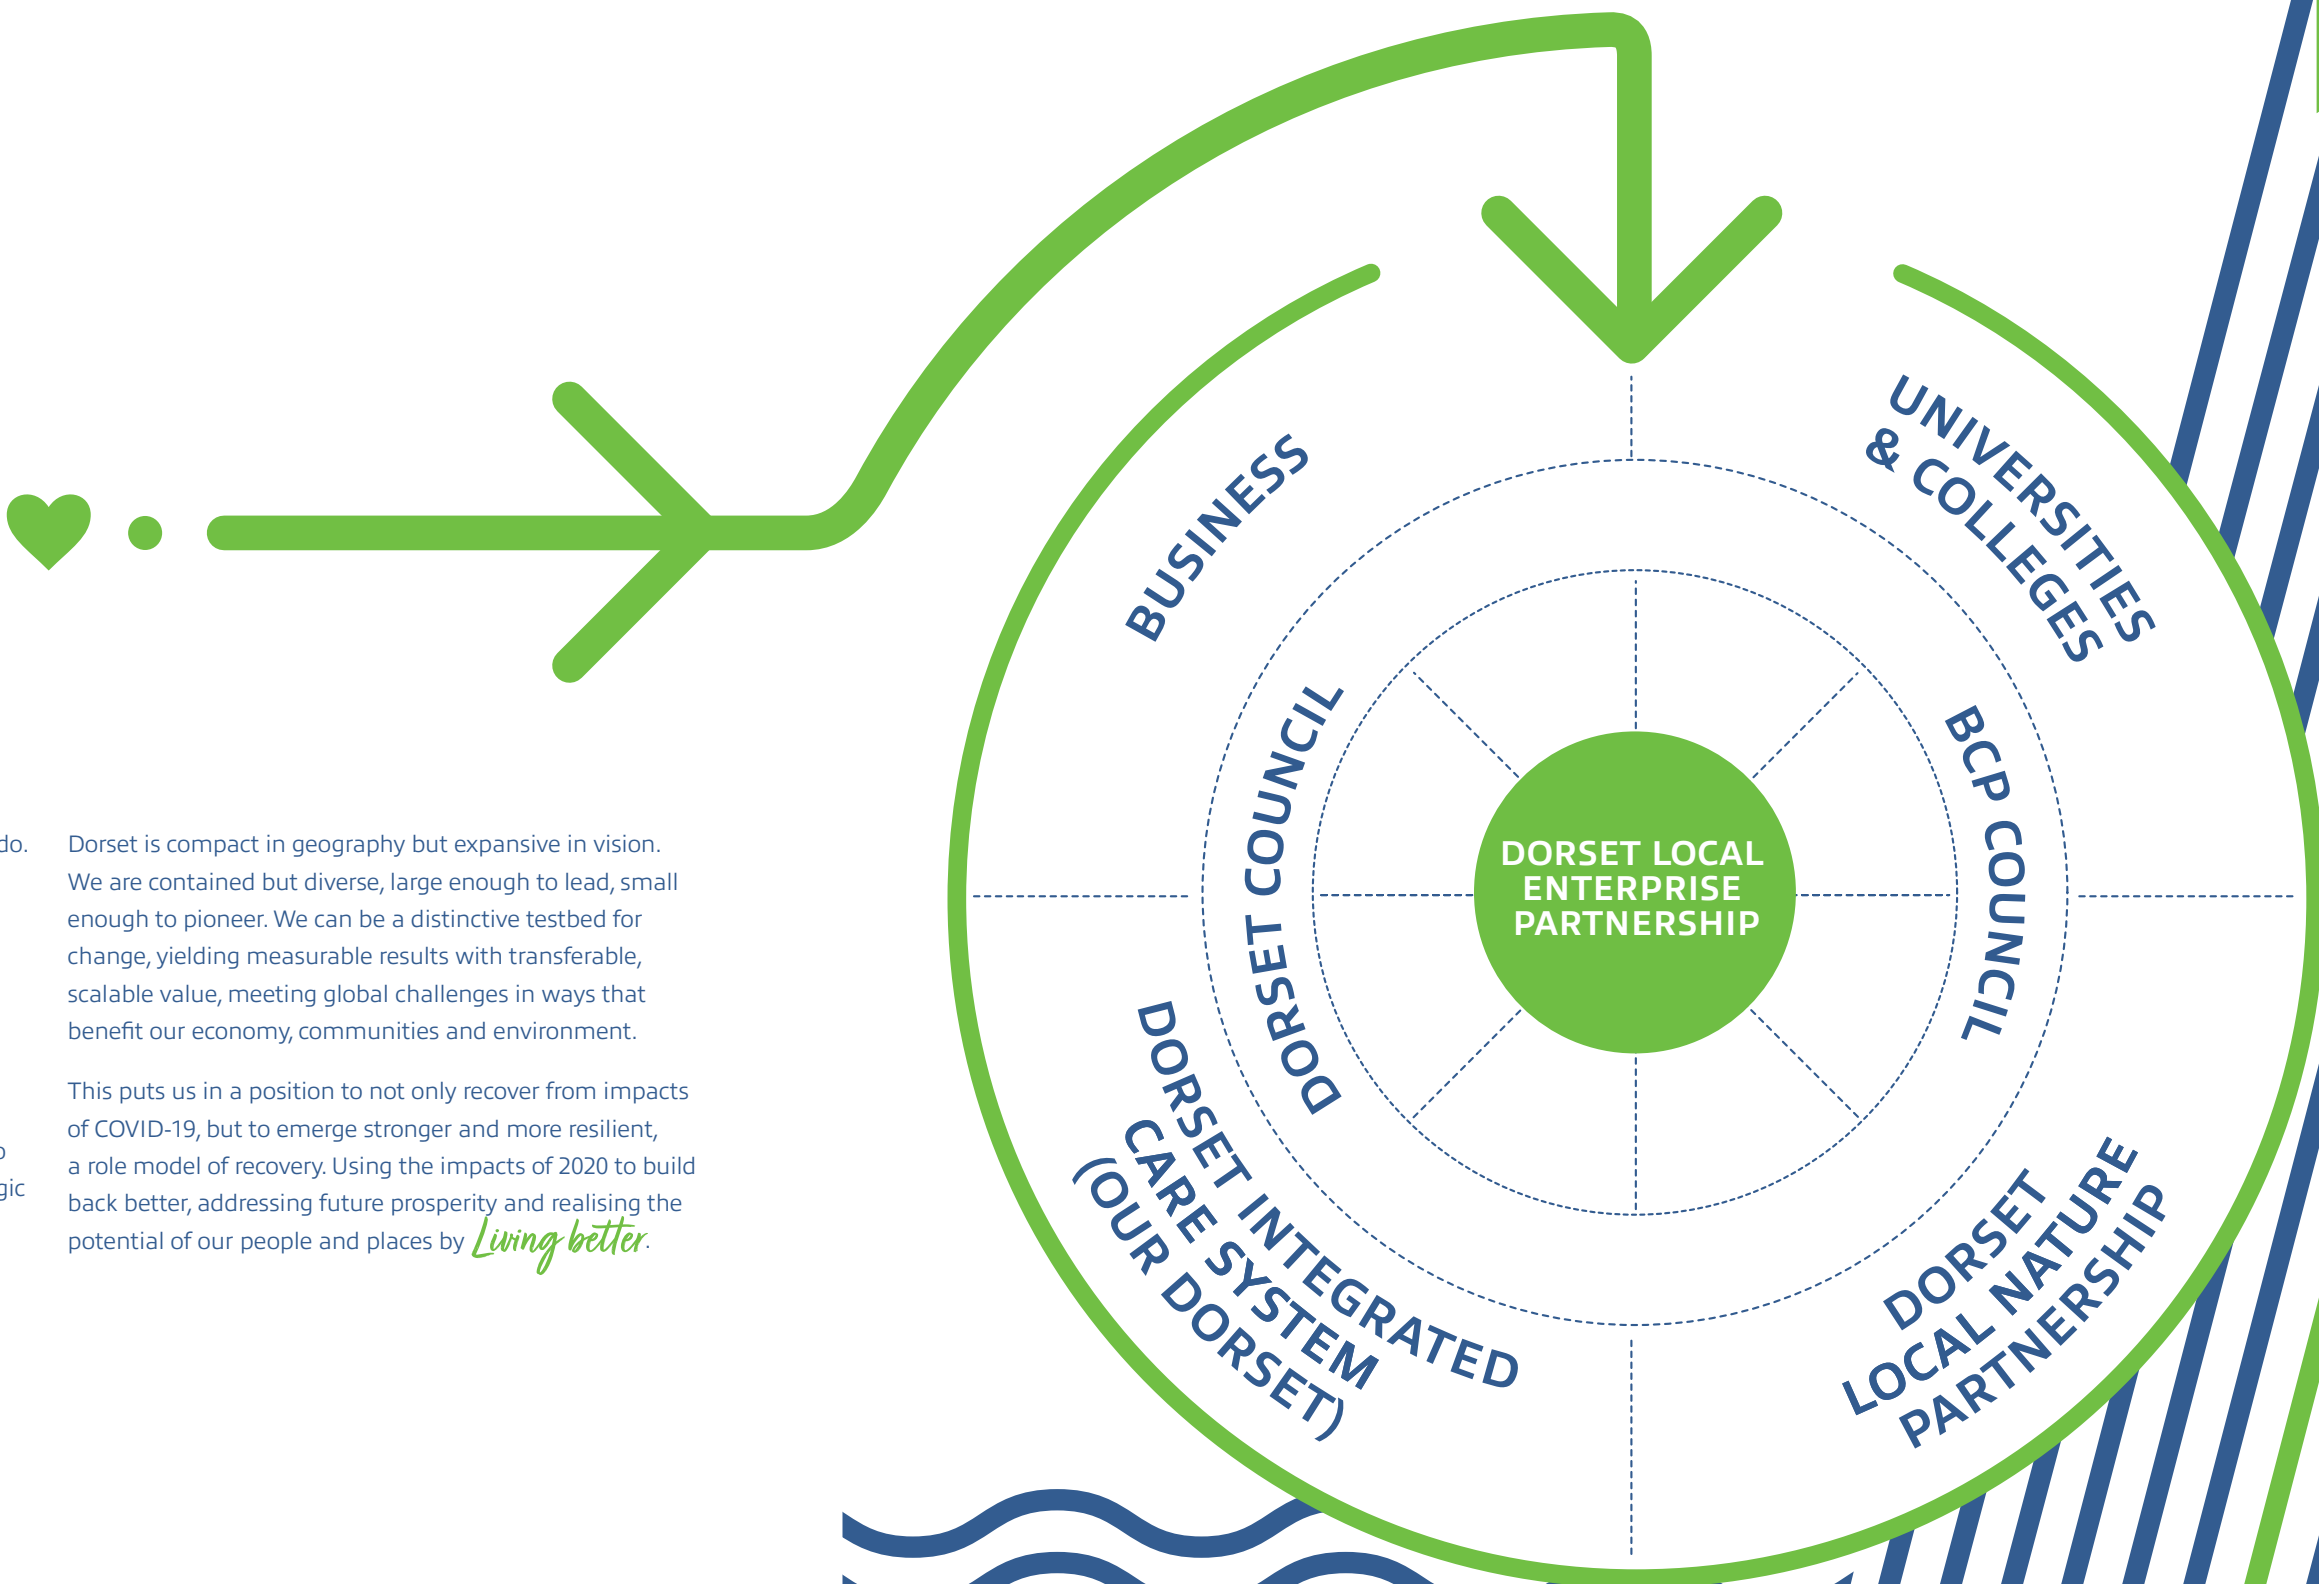 do.
gic
Dorset is compact in geography but expansive in vision.
We are contained but diverse, large enough to lead, small
enough to pioneer. We can be a distinctive testbed for
change, yielding measurable results with transferable,
scalable value, meeting global challenges in ways that
benefit our economy, communities and environment.
This puts us in a position to not only recover from impacts
of COVID-19, but to emerge stronger and more resilient,
a role model of recovery. Using the impacts of 2020 to build
back better, addressing future prosperity and realising the
potential of our people and places by Living better.
BUSINESS
UNIVERSITIES
& COLLEGES
DORSET COUNCIL
BCP COUNCIL
DORSET LOCAL
ENTERPRISE
PARTNERSHIP
DORSET INTEGRATED
CARE SYSTEM
(OUR DORSET)
DORSET
LOCAL NATURE
PARTNERSHIP